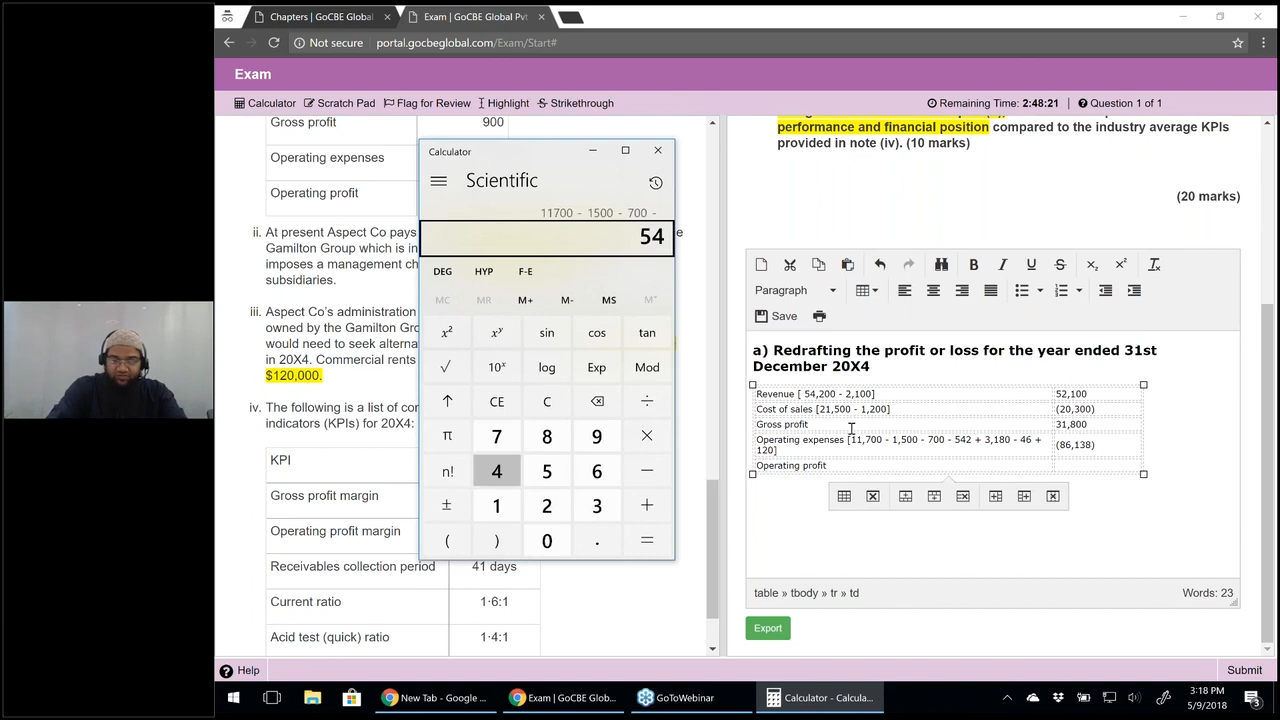 Chapters | GoCBE Global
Exam | GoCBE Global Pvt
Not secure portal.gocbeglobal.com/Exam/Start#
Exam
Calculator Scratch Pad Flag for Review Highlight Strikethrough
Remaining Time: 2:48:21 Question 1 of 1
Gross profit 900
Operating expenses
Operating profit
ii. At present Aspect Co pays
Gamilton Group which is in
imposes a management ch
subsidiaries.
iii. Aspect Co's administration
owned by the Gamilton Gro
would need to seek alterna
in 20X4. Commercial rents
$120,000.
iv. The following is a list of cor
indicators (KPIs) for 20X4:
KPI
Gross profit margin
Operating profit margin
Receivables collection period 41 days
Current ratio 1·6:1
Acid test (quick) ratio 1·4:1
Calculator
Scientific
11700 - 1500 - 700 -
54
DEG HYP F-E
MC MR M+ M- MS M˅
x² xʸ sin cos tan
√ 10ˣ log Exp Mod
↑ CE C ⌫ ÷
π 7 8 9 ×
n! 4 5 6 −
± 1 2 3 +
( ) 0 . =
performance and financial position compared to the industry average KPIs
provided in note (iv). (10 marks)
(20 marks)
Paragraph
Save
a) Redrafting the profit or loss for the year ended 31st
December 20X4
Revenue [ 54,200 - 2,100] 52,100
Cost of sales [21,500 - 1,200] (20,300)
Gross profit 31,800
Operating expenses [11,700 - 1,500 - 700 - 542 + 3,180 - 46 +
120] (86,138)
Operating profit
table » tbody » tr » td Words: 23
Export
Help Submit
New Tab - Google ...
Exam | GoCBE Glob...
GoToWebinar
Calculator - Calcula...
3:18 PM
5/9/2018
3